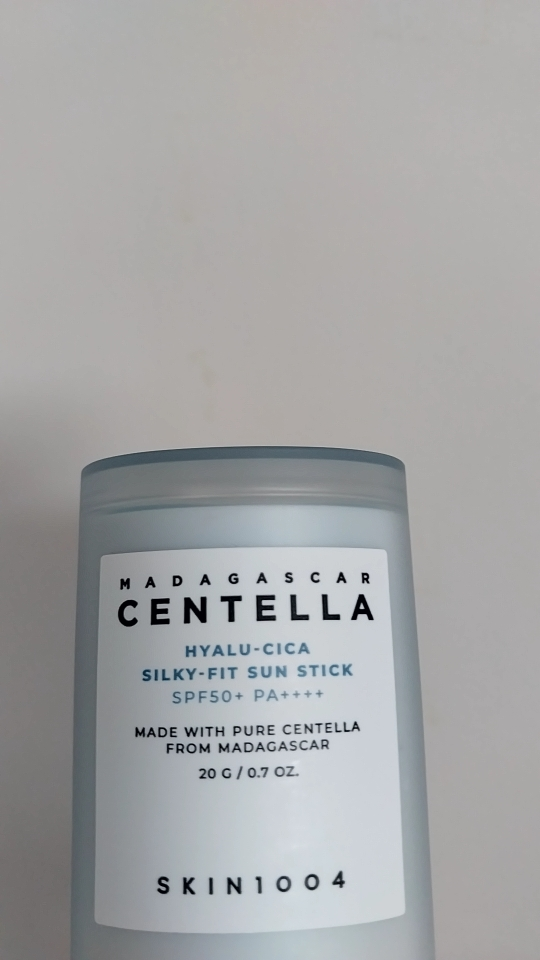 MADAGASCAR
CENTELLA
HYALU-CICA
SILKY-FIT SUN STICK
SPF50+ PA++++
MADE WITH PURE CENTELLA
FROM MADAGASCAR
20 G / 0.7 OZ.
SKIN1004